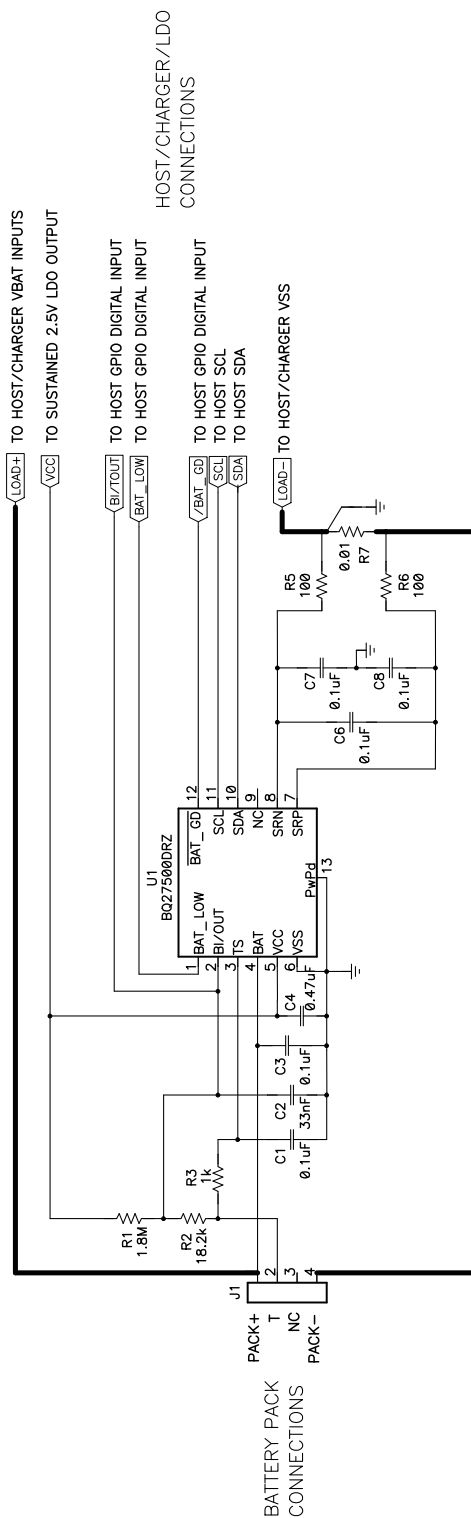 HOST/CHARGER/LDO
CONNECTIONS
LOAD+ TO HOST/CHARGER VBAT INPUTS
VCC TO SUSTAINED 2.5V LDO OUTPUT
BI/TOUT TO HOST GPIO DIGITAL INPUT
BAT_LOW TO HOST GPIO DIGITAL INPUT
/BAT_GD TO HOST GPIO DIGITAL INPUT
SCL TO HOST SCL
SDA TO HOST SDA
LOAD- TO HOST/CHARGER VSS
R5
100
0.01
R7
R6
100
C7
0.1uF
C8
0.1uF
C6
0.1uF
U1
BQ27500DRZ
1 BAT_LOW
2 BI/OUT
3 TS
4 BAT
5 VCC
6 VSS
BAT_GD 12
SCL 11
SDA 10
NC 9
SRN 8
SRP 7
PwPd 13
C4
0.47uF
C3
0.1uF
C2
33nF
C1
0.1uF
R3
1k
R1
1.8M
R2
18.2k
J1
PACK+
T 2
NC 3
PACK- 4
BATTERY PACK
CONNECTIONS